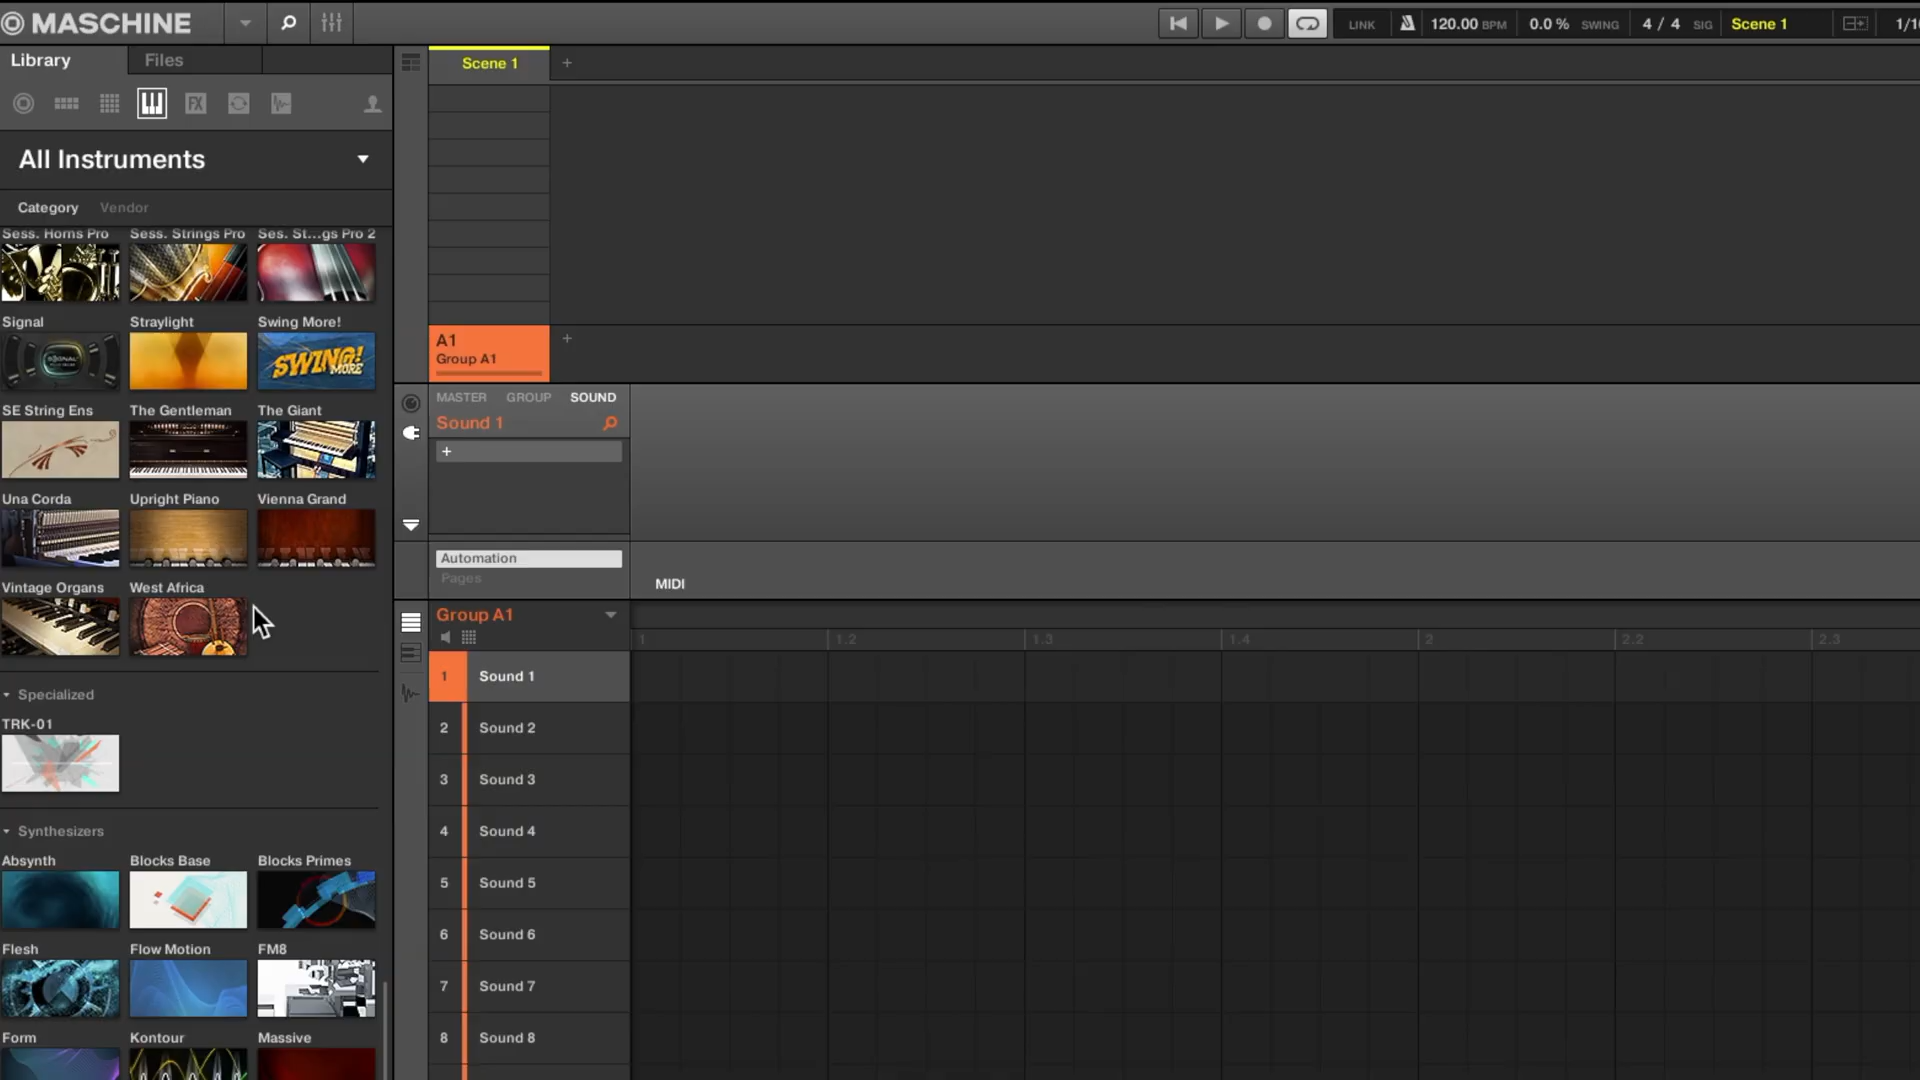 MASCHINE
LINK
120.00 BPM
0.0 % SWING
4 / 4 SIG
Scene 1
Library
Files
Scene 1
+
FX
All Instruments
Category
Vendor
Sess. Horns Pro
Sess. Strings Pro
Ses. St...gs Pro 2
Signal
Straylight
Swing More!
SIGNAL
SWING!
MORE
A1
Group A1
+
SE String Ens
The Gentleman
The Giant
MASTER
GROUP
SOUND
Sound 1
+
Una Corda
Upright Piano
Vienna Grand
Automation
Pages
MIDI
Vintage Organs
West Africa
Group A1
1
1.2
1.3
1.4
2
2.2
2.3
Specialized
TRK-01
Synthesizers
Absynth
Blocks Base
Blocks Primes
Flesh
Flow Motion
FM8
Form
Kontour
Massive
1 Sound 1
2 Sound 2
3 Sound 3
4 Sound 4
5 Sound 5
6 Sound 6
7 Sound 7
8 Sound 8